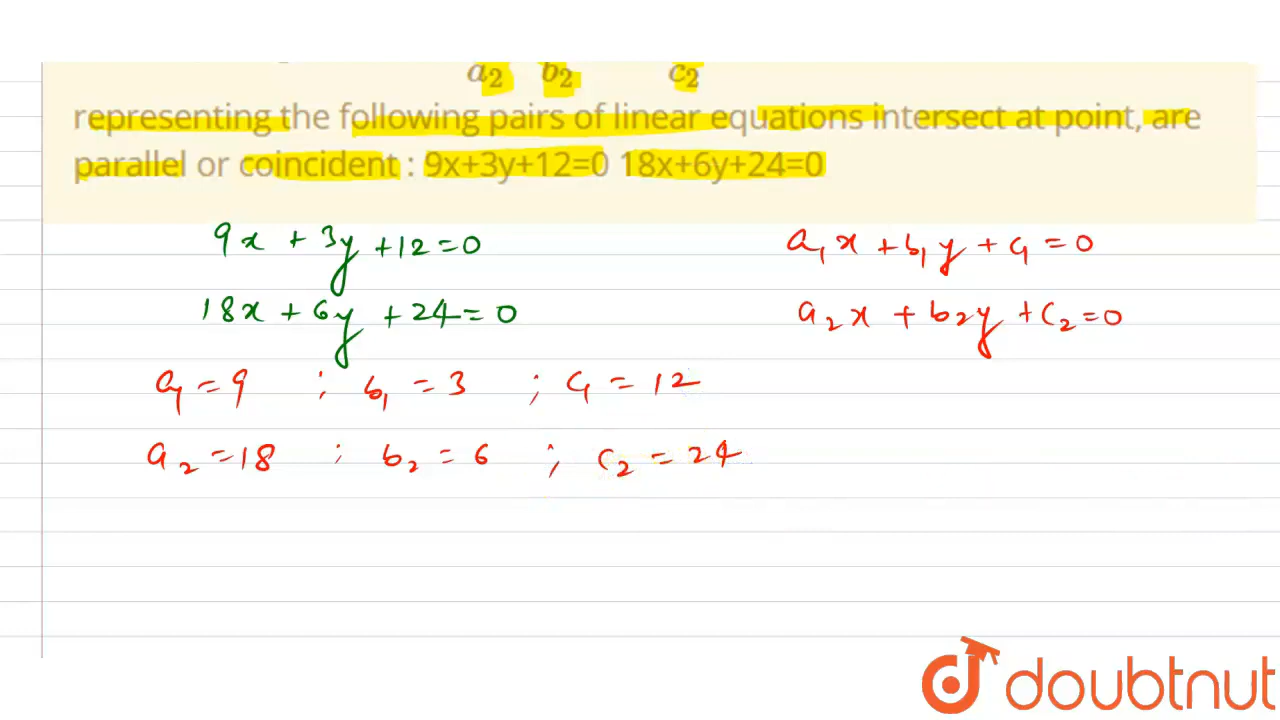 a₂ b₂ c₂
representing the following pairs of linear equations intersect at point, are
parallel or coincident : 9x+3y+12=0 18x+6y+24=0
9x + 3y + 12 = 0
a₁x + b₁y + c₁ = 0
18x + 6y + 24 = 0
a₂x + b₂y + c₂ = 0
a₁ = 9 ; b₁ = 3 ; c₁ = 12
a₂ = 18 ; b₂ = 6 ; c₂ = 24
doubtnut